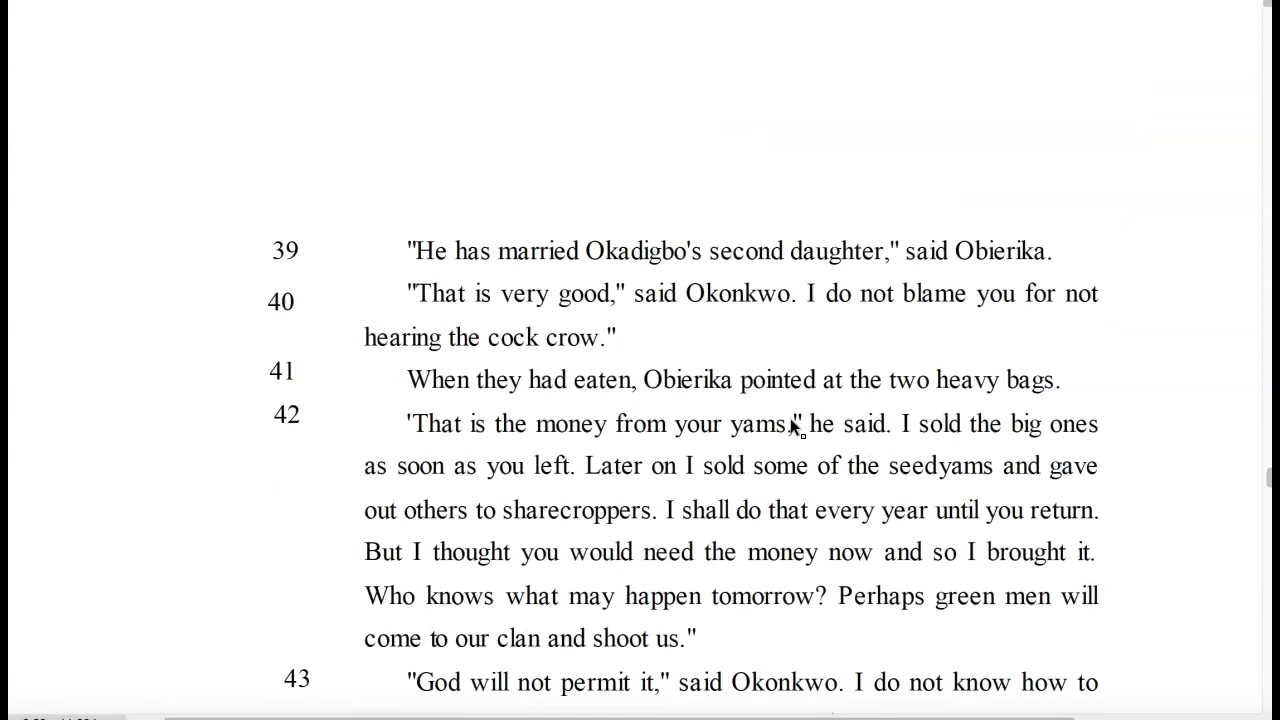 39 "He has married Okadigbo's second daughter," said Obierika.
40 "That is very good," said Okonkwo. I do not blame you for not
hearing the cock crow."
41 When they had eaten, Obierika pointed at the two heavy bags.
42 'That is the money from your yams." he said. I sold the big ones
as soon as you left. Later on I sold some of the seedyams and gave
out others to sharecroppers. I shall do that every year until you return.
But I thought you would need the money now and so I brought it.
Who knows what may happen tomorrow? Perhaps green men will
come to our clan and shoot us."
43 "God will not permit it," said Okonkwo. I do not know how to